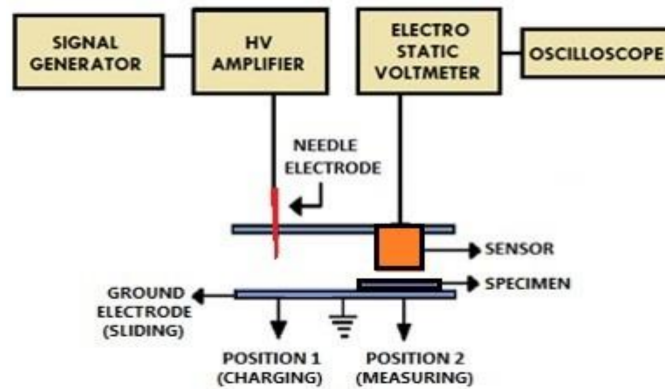 SIGNAL
GENERATOR
HV
AMPLIFIER
ELECTRO
STATIC
VOLTMETER
OSCILLOSCOPE
NEEDLE
ELECTRODE
SENSOR
SPECIMEN
GROUND
ELECTRODE
(SLIDING)
POSITION 1
(CHARGING)
POSITION 2
(MEASURING)